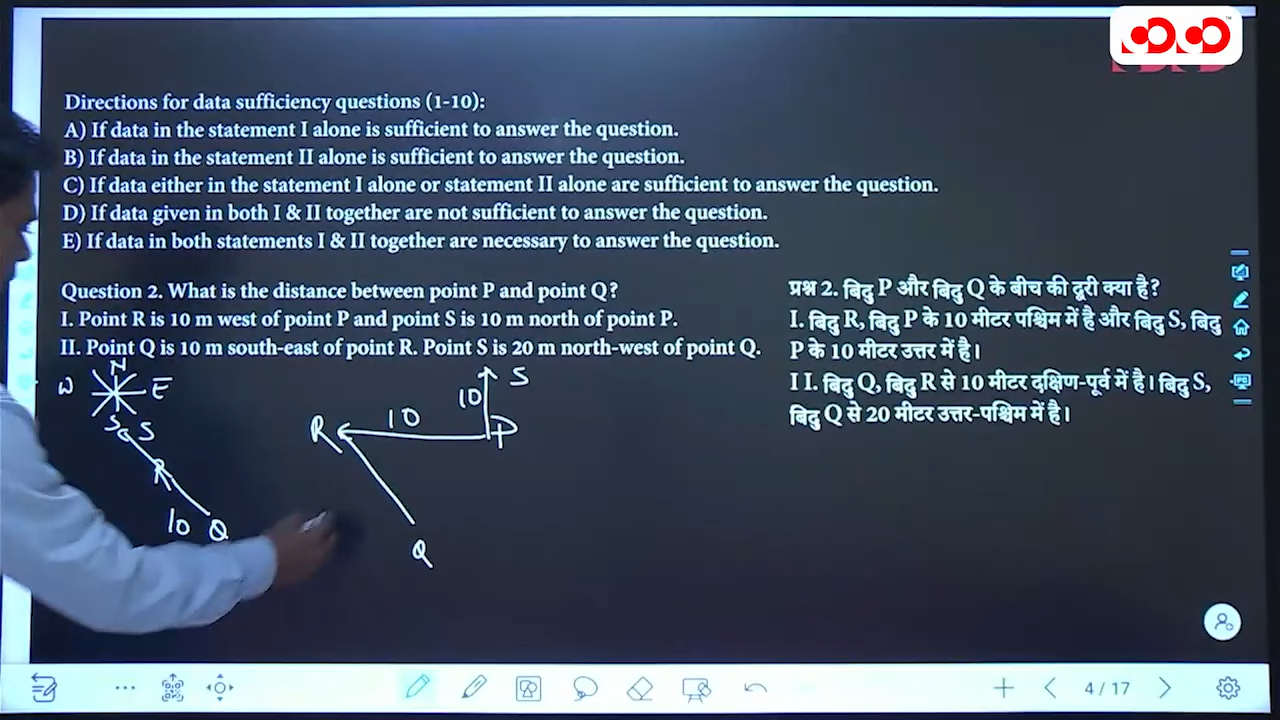 Directions for data sufficiency questions (1-10):
A) If data in the statement I alone is sufficient to answer the question.
B) If data in the statement II alone is sufficient to answer the question.
C) If data either in the statement I alone or statement II alone are sufficient to answer the question.
D) If data given in both I & II together are not sufficient to answer the question.
E) If data in both statements I & II together are necessary to answer the question.
Question 2. What is the distance between point P and point Q?
I. Point R is 10 m west of point P and point S is 10 m north of point P.
II. Point Q is 10 m south-east of point R. Point S is 20 m north-west of point Q.
प्रश्न 2. बिंदु P और बिंदु Q के बीच की दूरी क्या है?
I. बिंदु R, बिंदु P के 10 मीटर पश्चिम में है और बिंदु S, बिंदु
P के 10 मीटर उत्तर में है।
I I. बिंदु Q, बिंदु R से 10 मीटर दक्षिण-पूर्व में है। बिंदु S,
बिंदु Q से 20 मीटर उत्तर-पश्चिम में है।
N
W E
S
S
R
10 Q
S
10
10
R P
Q
4 / 17